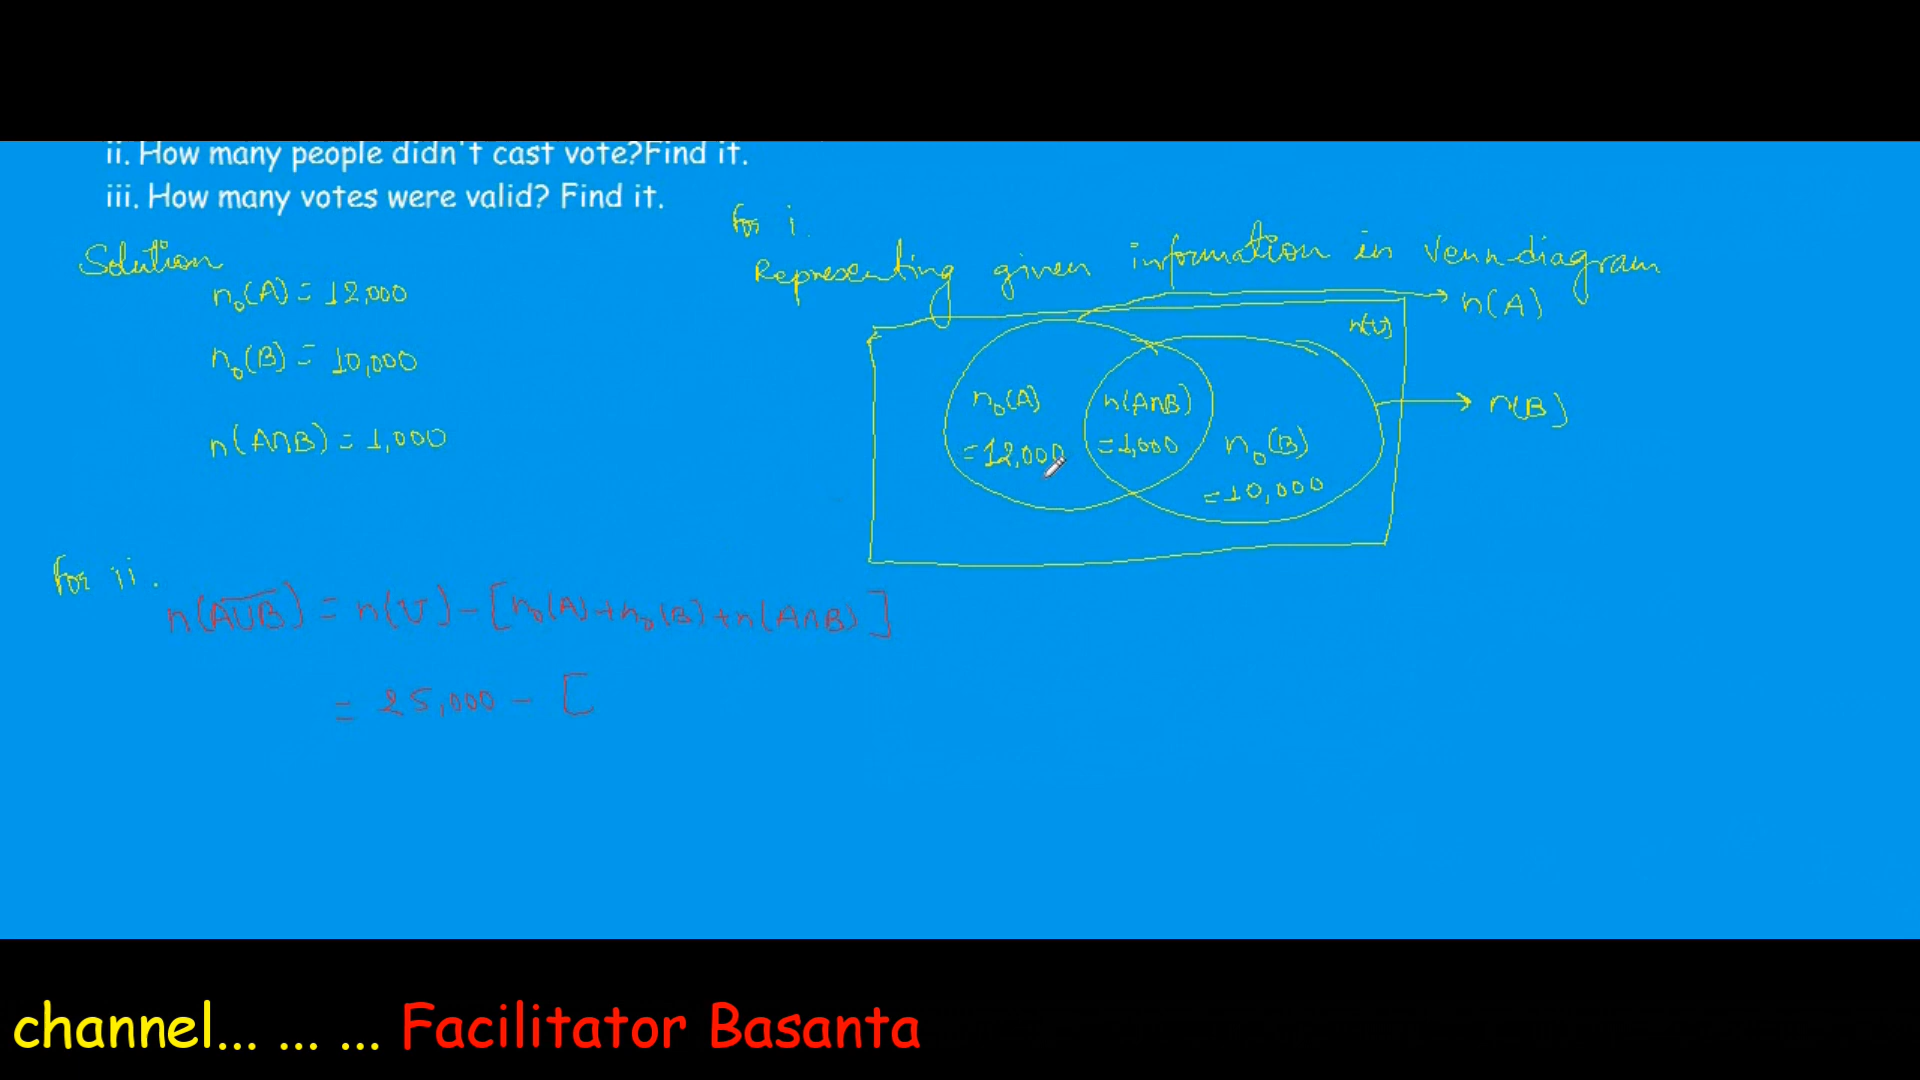 ii. How many people didn't cast vote?Find it.
iii. How many votes were valid? Find it.
Solution
n₀(A) = 12,000
n₀(B) = 10,000
n(A∩B) = 1,000
for i.
Representing given information in Venn-diagram
n(A)
n(U)
n(B)
n₀(A)
=12,000
n(A∩B)
=1,000
n₀(B)
=10,000
for ii.
n(A̅U̅B̅) = n(U) - [n₀(A)+n₀(B)+n(A∩B)]
= 25,000 - [
channel... ... ... Facilitator Basanta